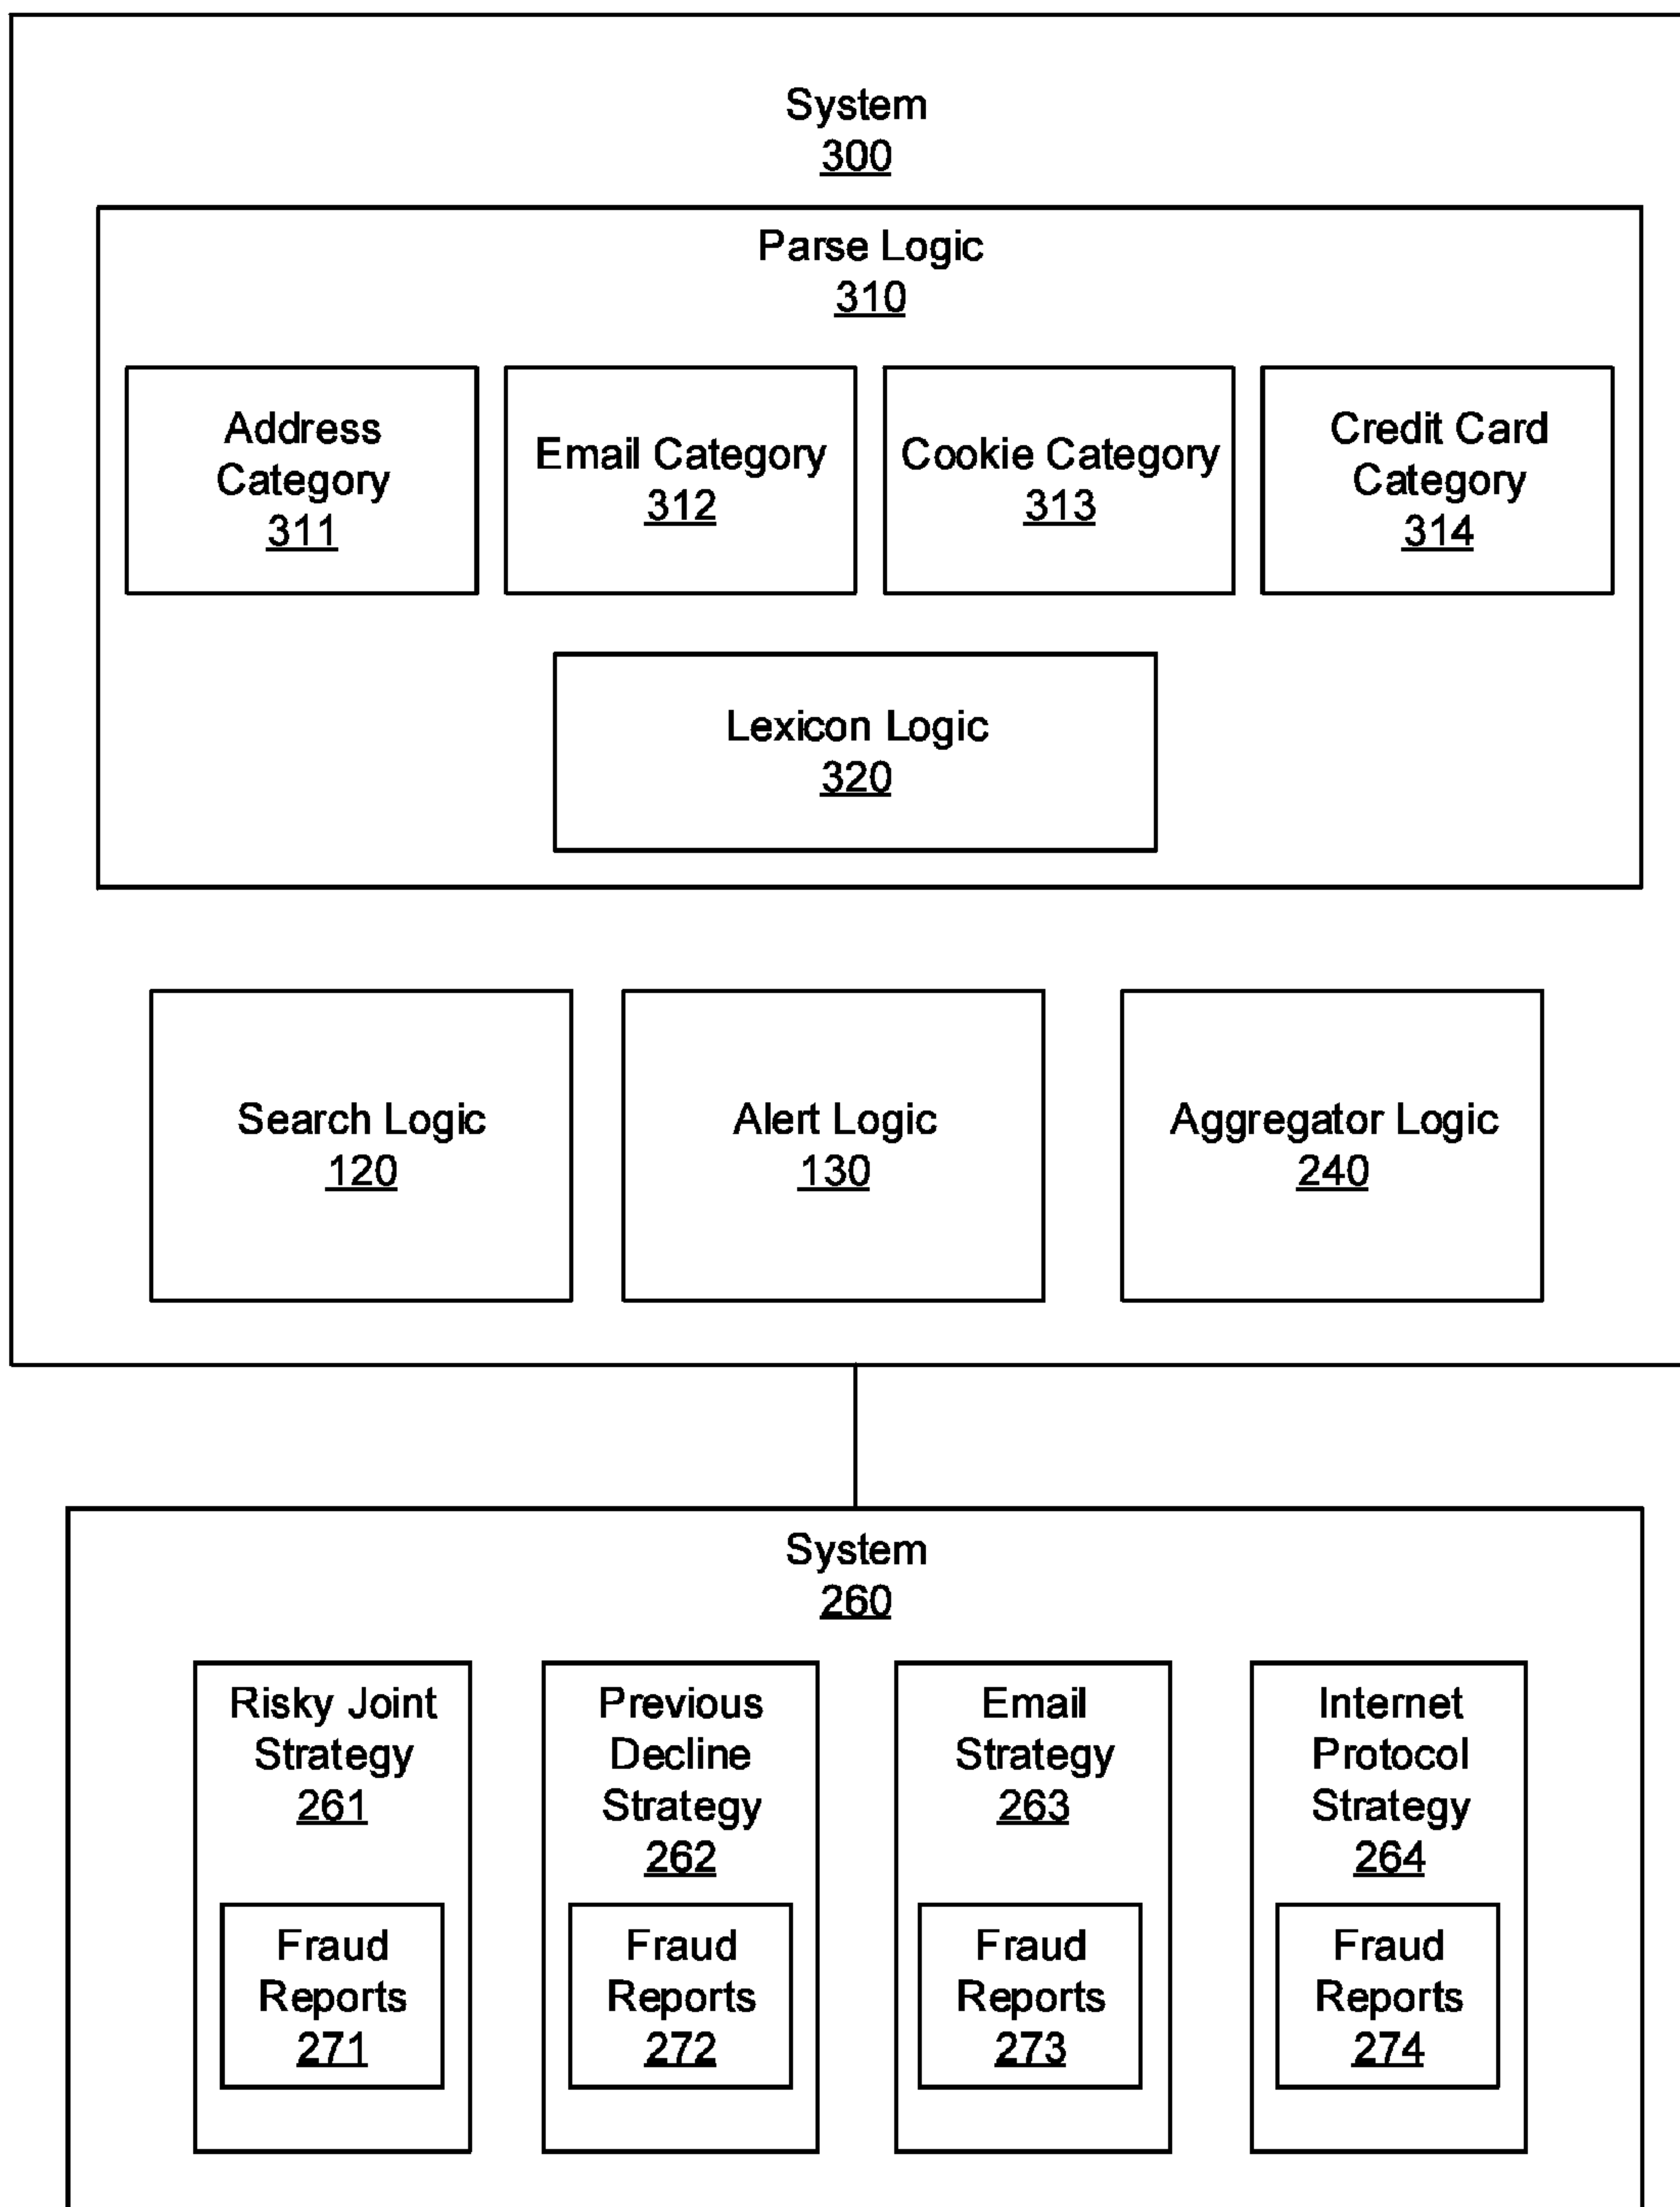 System
300
Parse Logic
310
Address
Category
311
Email Category
312
Cookie Category
313
Credit Card
Category
314
Lexicon Logic
320
Search Logic
120
Alert Logic
130
Aggregator Logic
240
System
260
Risky Joint
Strategy
261
Fraud
Reports
271
Previous
Decline
Strategy
262
Fraud
Reports
272
Email
Strategy
263
Fraud
Reports
273
Internet
Protocol
Strategy
264
Fraud
Reports
274